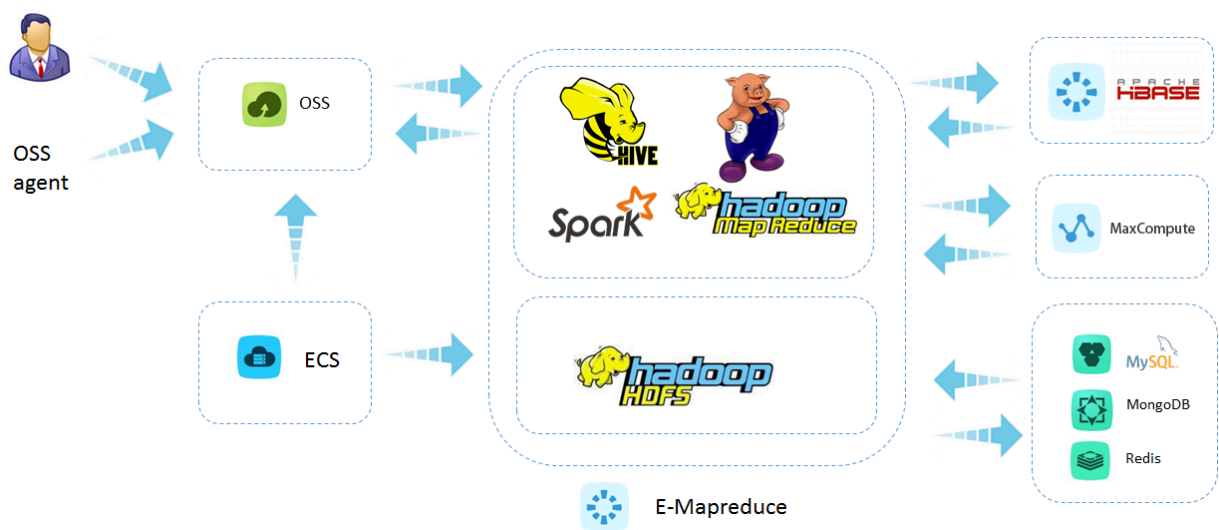 OSS
agent
OSS
ECS
HIVE
Spark
hadoop
Map Reduce
hadoop
HDFS
E-Mapreduce
APACHE
HBASE
MaxCompute
MySQL
MongoDB
Redis